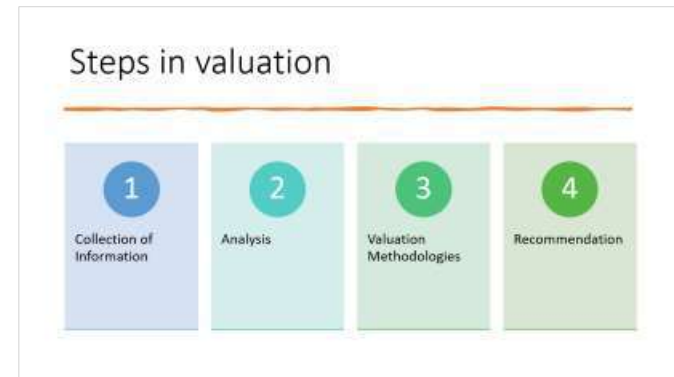 Steps in valuation
1
Collection of
Information
2
Analysis
3
Valuation
Methodologies
4
Recommendation